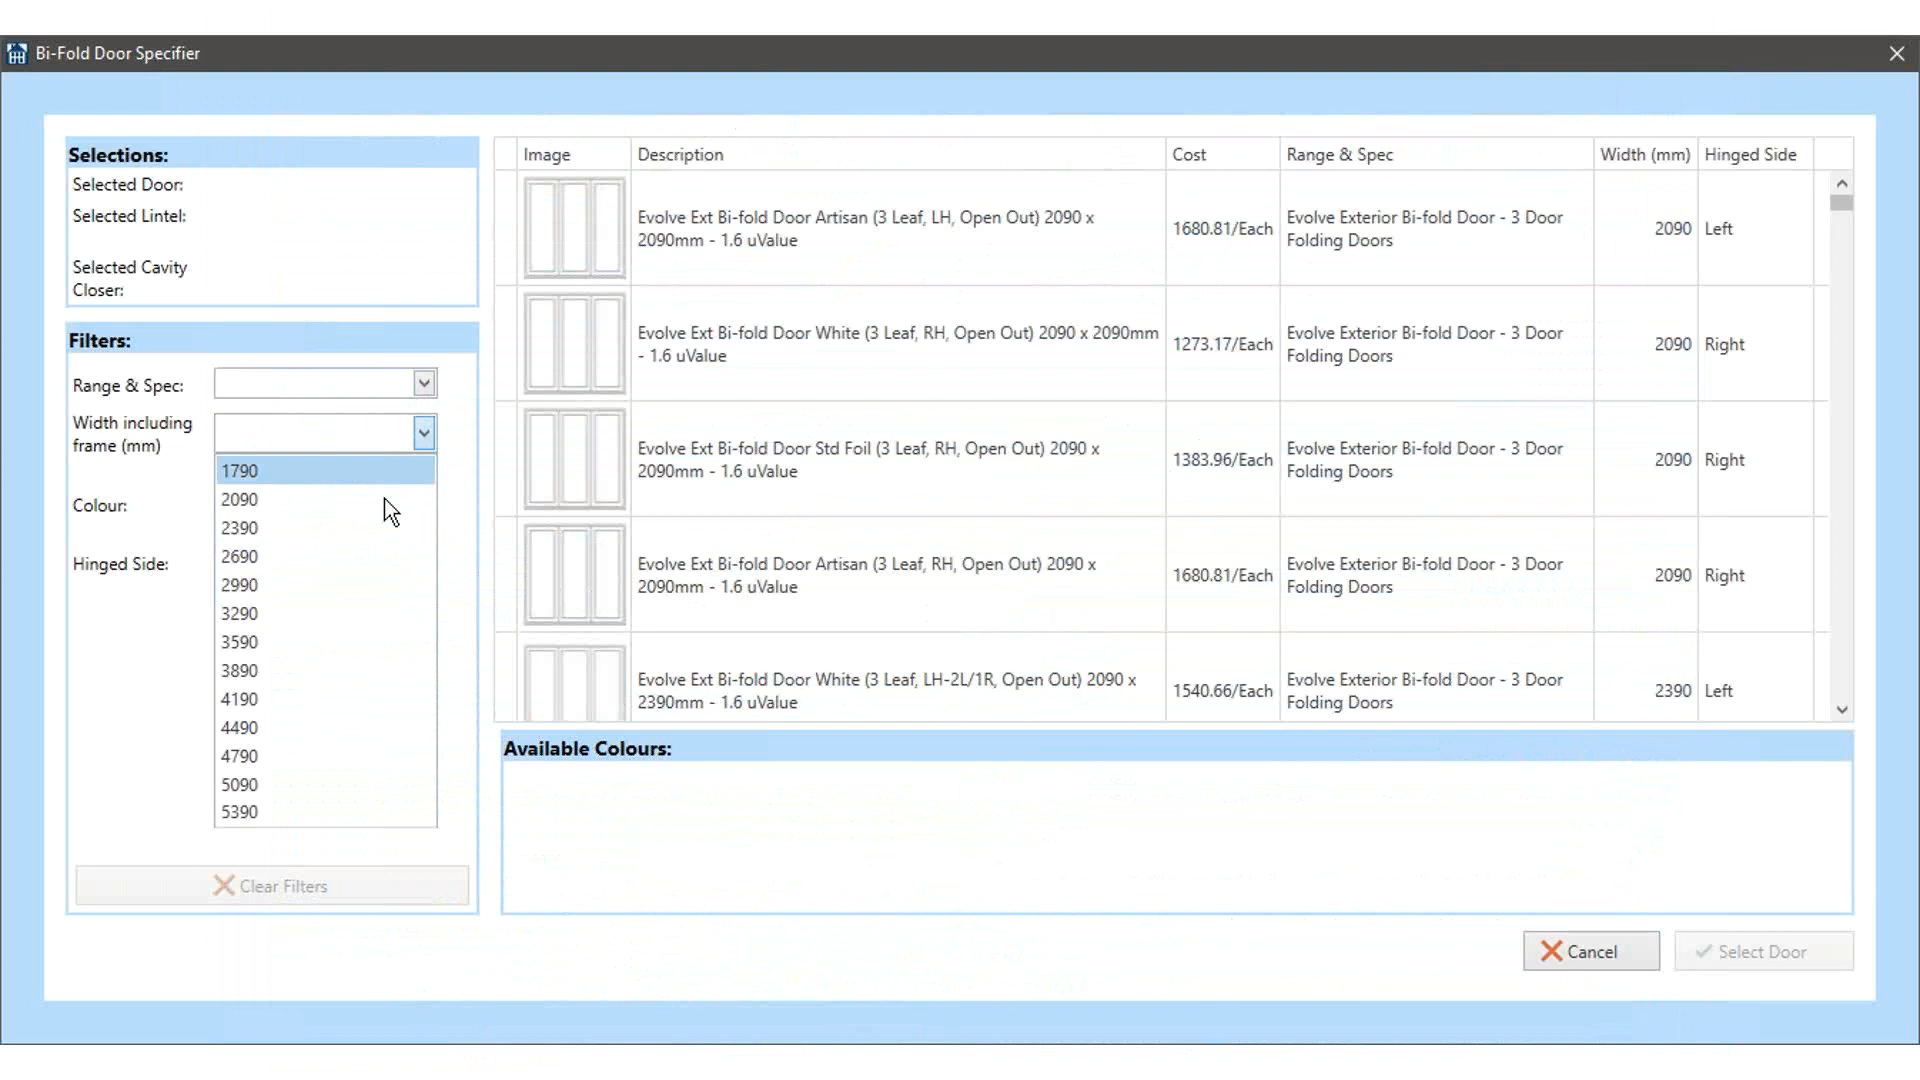 Bi-Fold Door Specifier
Selections:
Selected Door:
Selected Lintel:
Selected Cavity
Closer:
Filters:
Range & Spec:
Width including
frame (mm)
1790
2090
2390
2690
2990
3290
3590
3890
4190
4490
4790
5090
5390
Colour:
Hinged Side:
Clear Filters
Image Description Cost Range & Spec Width (mm) Hinged Side
Evolve Ext Bi-fold Door Artisan (3 Leaf, LH, Open Out) 2090 x
2090mm - 1.6 uValue
1680.81/Each
Evolve Exterior Bi-fold Door - 3 Door
Folding Doors
2090 Left
Evolve Ext Bi-fold Door White (3 Leaf, RH, Open Out) 2090 x 2090mm
- 1.6 uValue
1273.17/Each
Evolve Exterior Bi-fold Door - 3 Door
Folding Doors
2090 Right
Evolve Ext Bi-fold Door Std Foil (3 Leaf, RH, Open Out) 2090 x
2090mm - 1.6 uValue
1383.96/Each
Evolve Exterior Bi-fold Door - 3 Door
Folding Doors
2090 Right
Evolve Ext Bi-fold Door Artisan (3 Leaf, RH, Open Out) 2090 x
2090mm - 1.6 uValue
1680.81/Each
Evolve Exterior Bi-fold Door - 3 Door
Folding Doors
2090 Right
Evolve Ext Bi-fold Door White (3 Leaf, LH-2L/1R, Open Out) 2090 x
2390mm - 1.6 uValue
1540.66/Each
Evolve Exterior Bi-fold Door - 3 Door
Folding Doors
2390 Left
Available Colours:
Cancel
Select Door